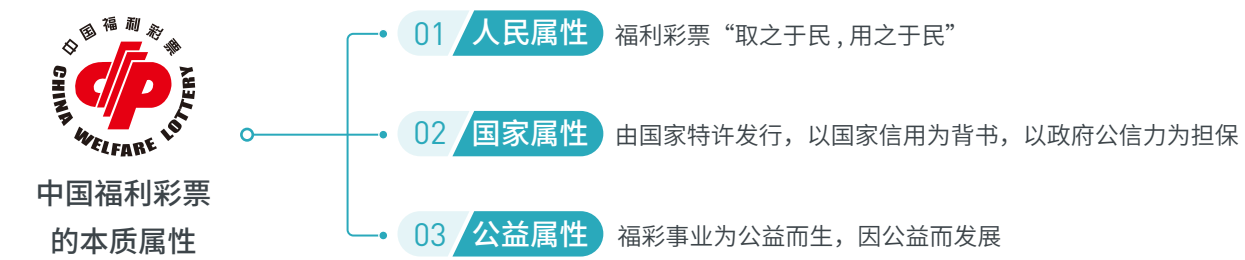 中国福利彩票
CHINA WELFARE LOTTERY
中国福利彩票
的本质属性
01 人民属性 福利彩票“取之于民,用之于民”
02 国家属性 由国家特许发行，以国家信用为背书，以政府公信力为担保
03 公益属性 福彩事业为公益而生，因公益而发展